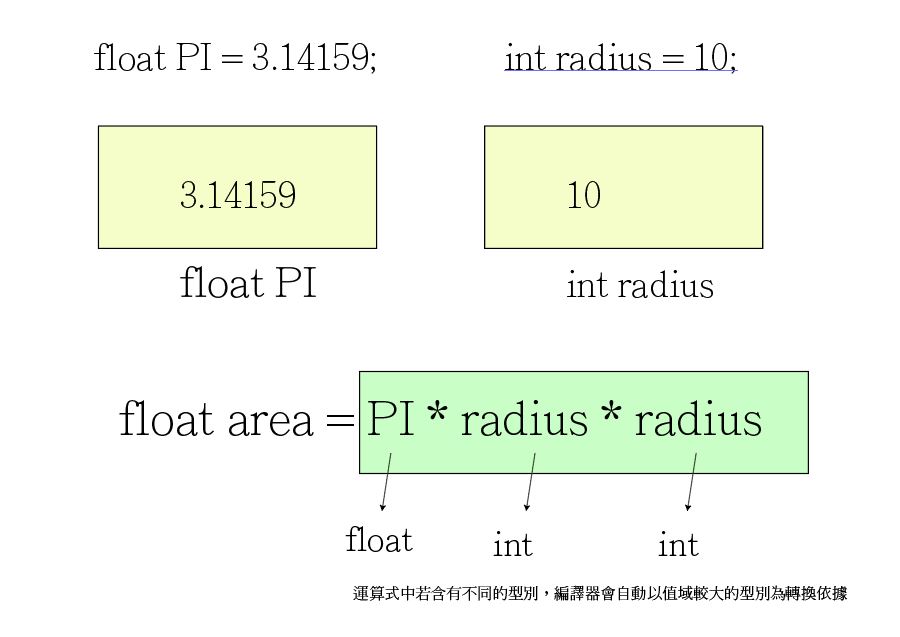 float PI = 3.14159;
int radius = 10;
3.14159
10
float PI
int radius
float area = PI * radius * radius
float
int
int
運算式中若含有不同的型別，編譯器會自動以值域較大的型別為轉換依據